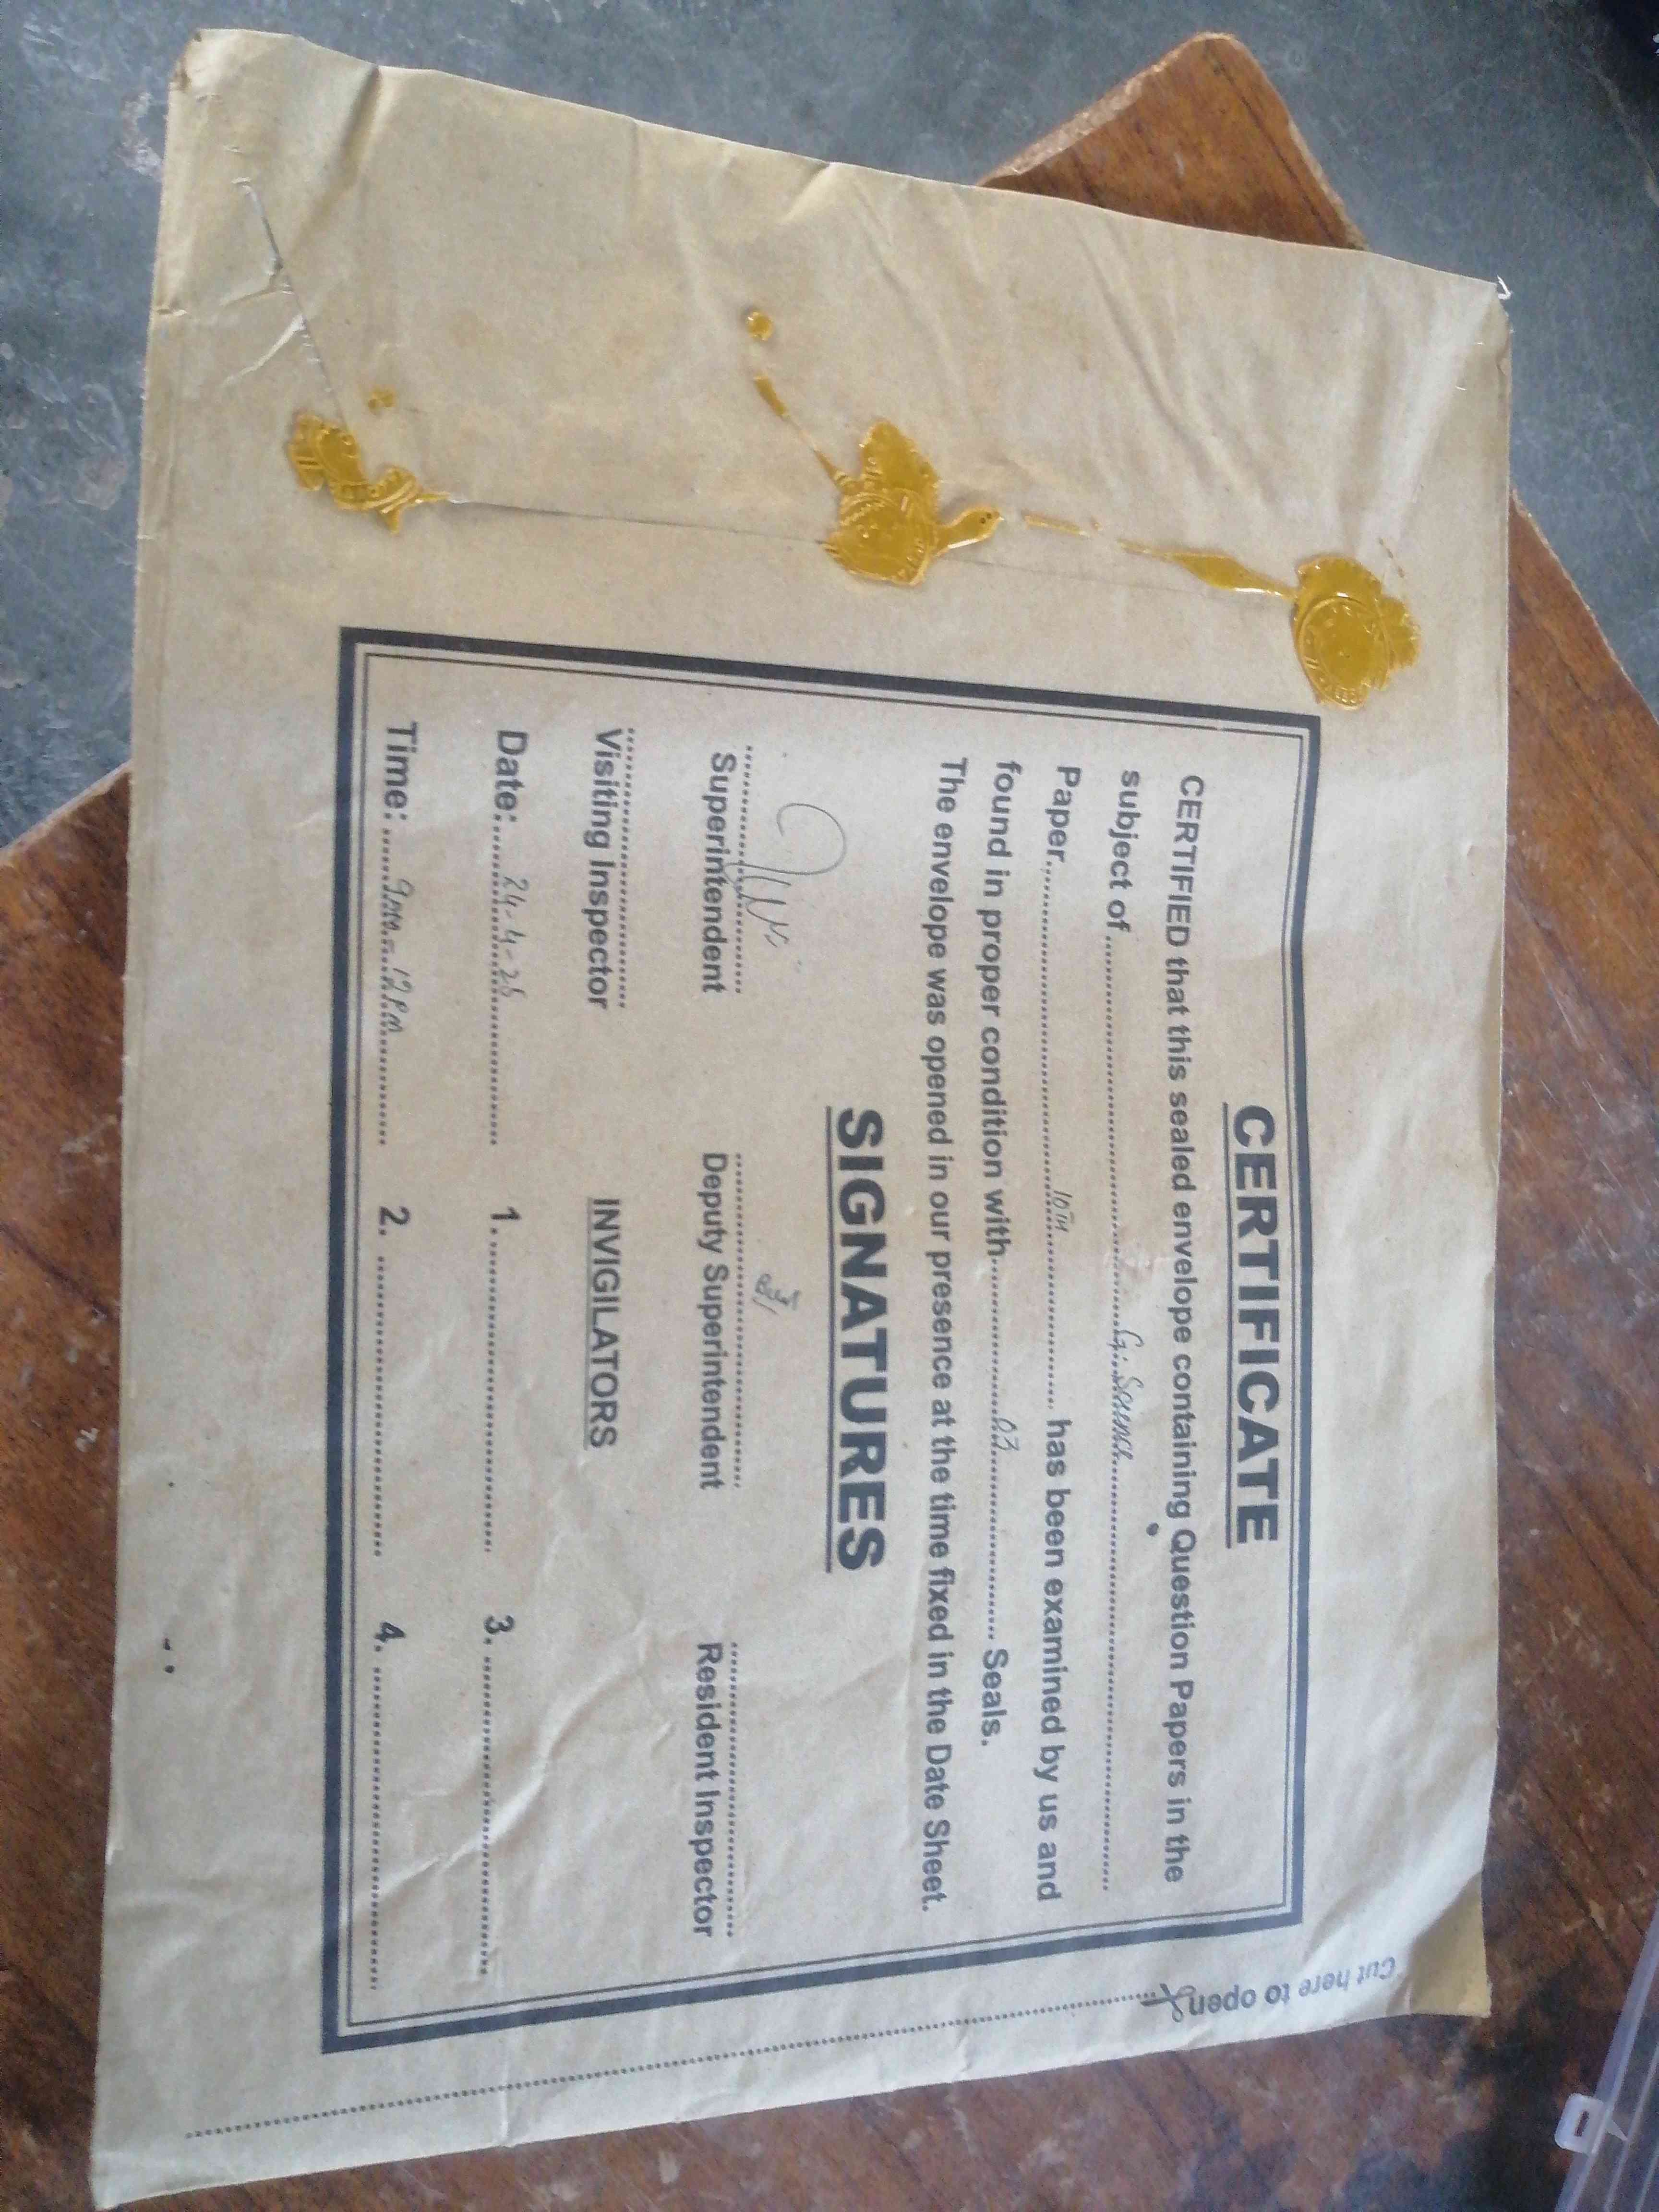 CERTIFICATE
CERTIFIED that this sealed envelope containing Question Papers in the
subject of.......G. Science.......
Paper.......10TH....... has been examined by us and
found in proper condition with.......03....... Seals.
The envelope was opened in our presence at the time fixed in the Date Sheet.
SIGNATURES
Superintendent Deputy Superintendent Resident Inspector
Visiting Inspector INVIGILATORS
Date:.......24-4-25....... 1........ 3........
Time:.......9AM-12PM....... 2. ....... 4. .......
Cut here to open